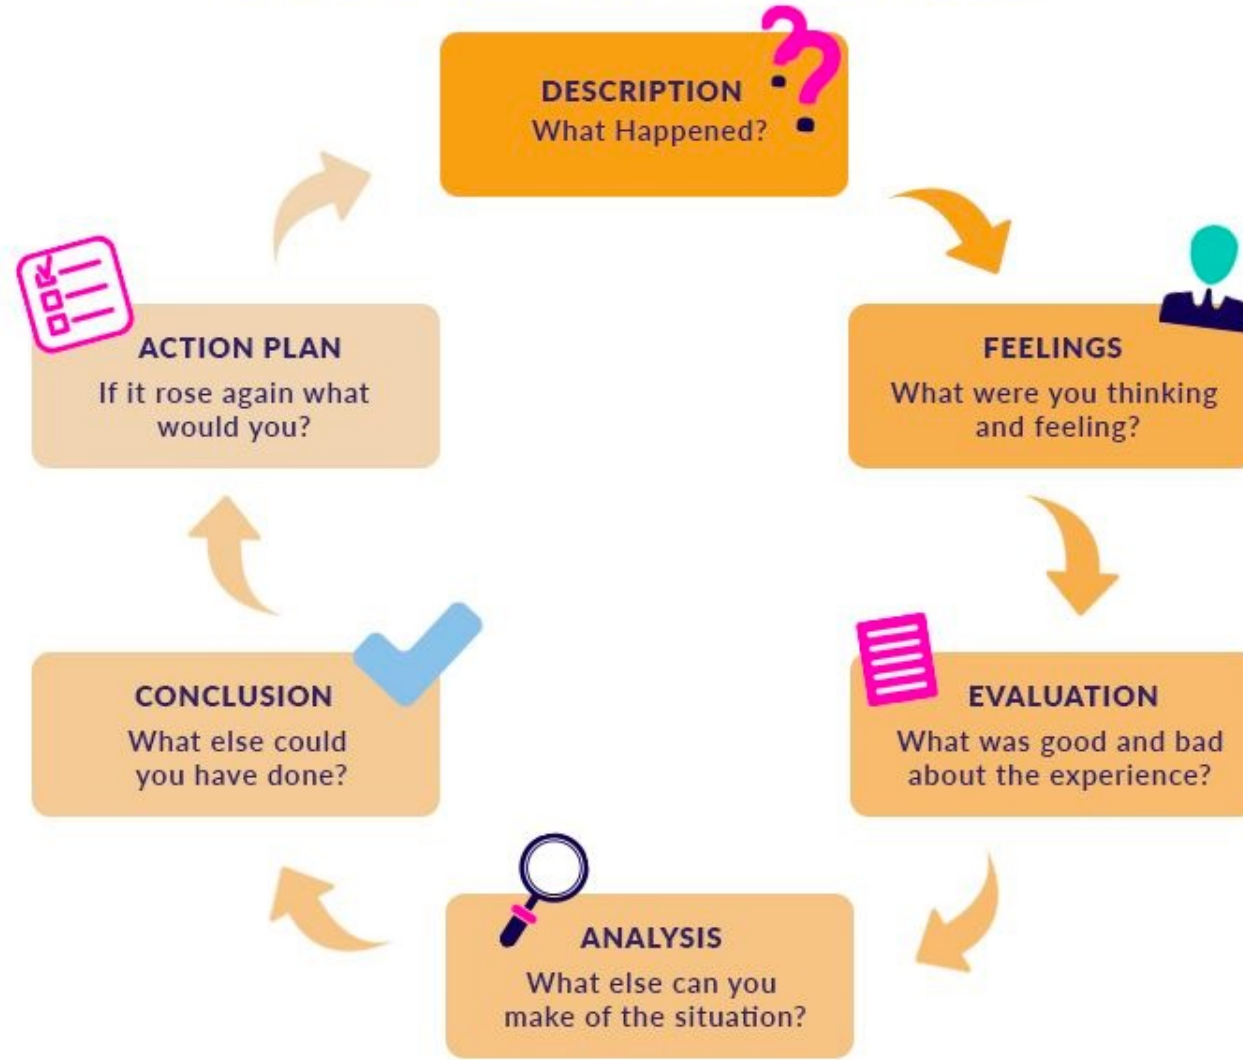 DESCRIPTION
What Happened?
FEELINGS
What were you thinking
and feeling?
EVALUATION
What was good and bad
about the experience?
ANALYSIS
What else can you
make of the situation?
CONCLUSION
What else could
you have done?
ACTION PLAN
If it rose again what
would you?